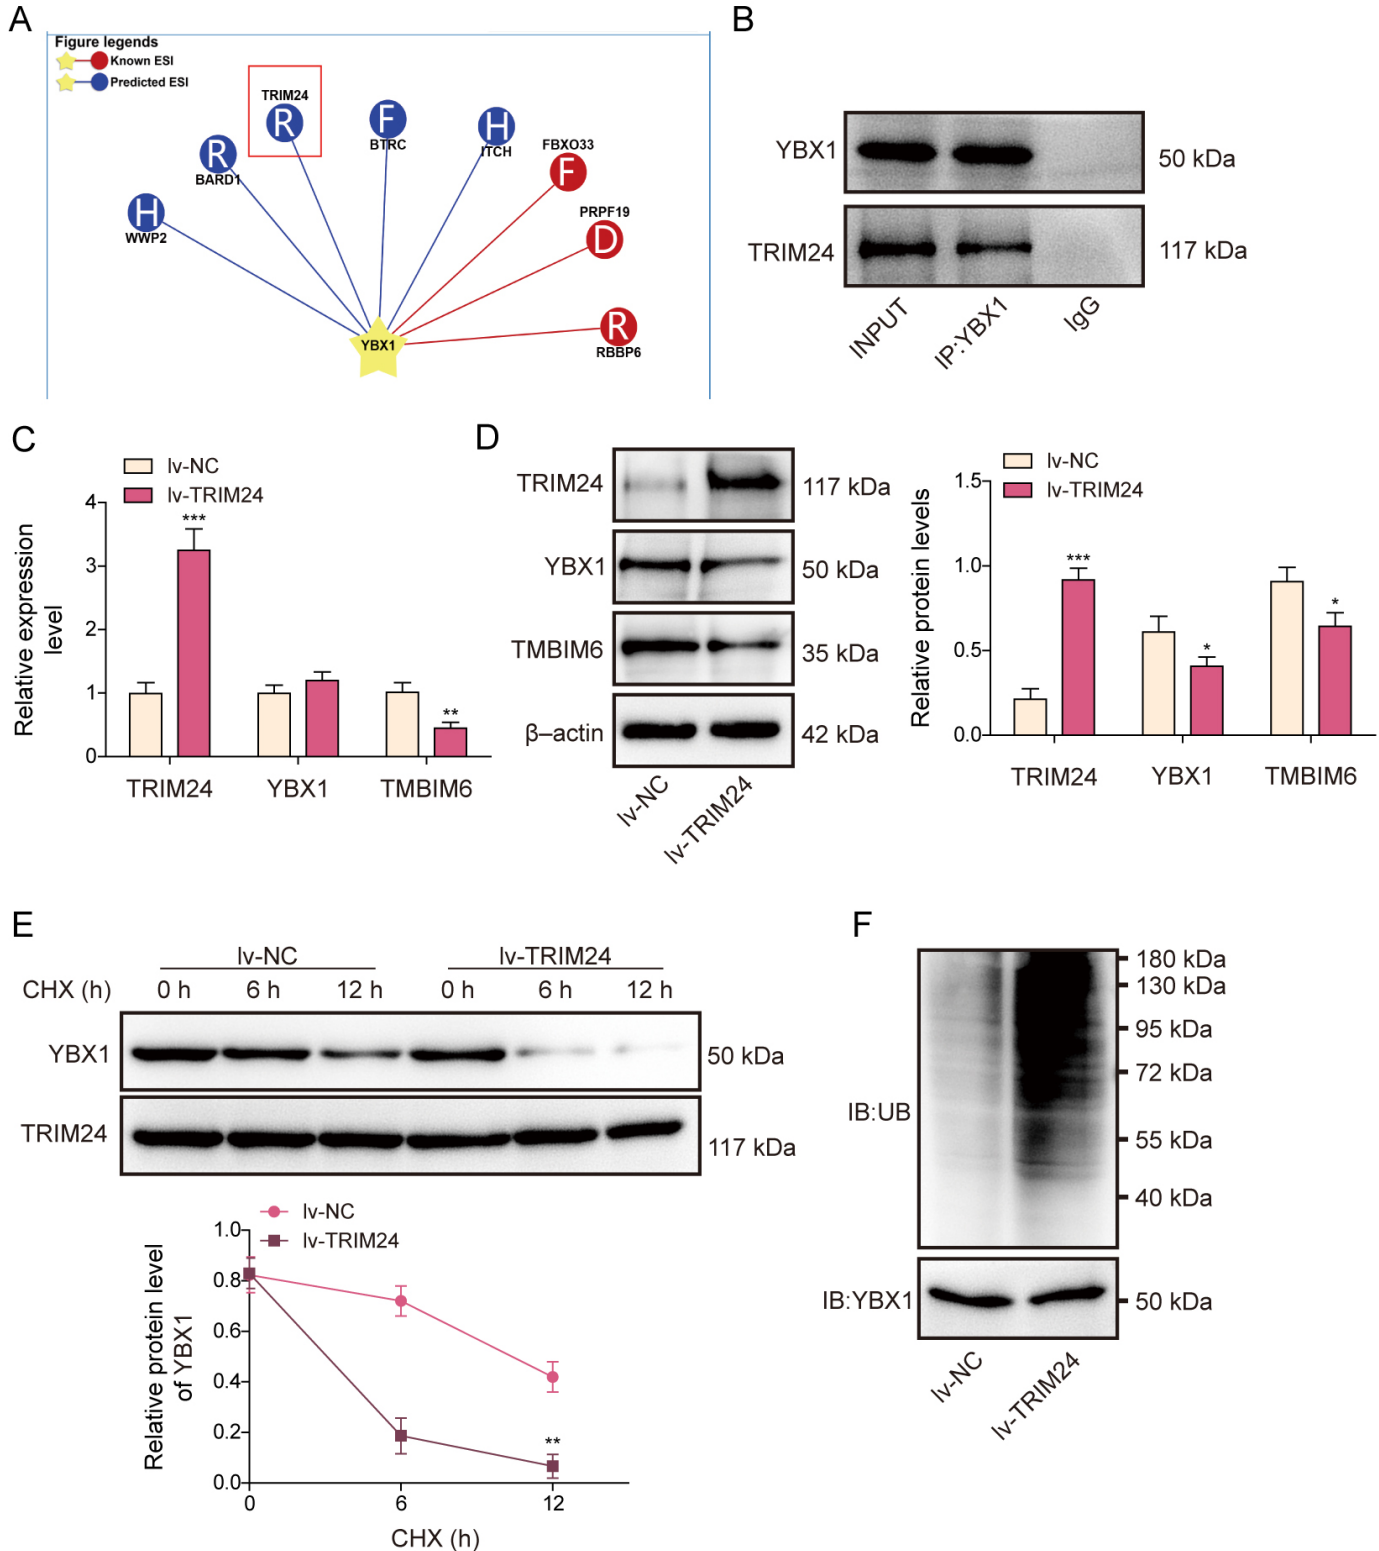 A
Figure legends
Known ESI
Predicted ESI
TRIM24
R
F
BTRC
H
ITCH
FBXO33
F
R
BARD1
PRPF19
D
H
WWP2
R
RBBP6
YBX1
B
YBX1
50 kDa
TRIM24
117 kDa
INPUT
IP:YBX1
IgG
C
lv-NC
lv-TRIM24
Relative expression
level
4
3
2
1
0
***
**
TRIM24
YBX1
TMBIM6
D
TRIM24
117 kDa
YBX1
50 kDa
TMBIM6
35 kDa
β–actin
42 kDa
lv-NC
lv-TRIM24
lv-NC
lv-TRIM24
Relative protein levels
1.5
1.0
0.5
0.0
***
*
*
TRIM24
YBX1
TMBIM6
E
lv-NC
lv-TRIM24
CHX (h)
0 h
6 h
12 h
0 h
6 h
12 h
YBX1
50 kDa
TRIM24
117 kDa
lv-NC
lv-TRIM24
Relative protein level
of YBX1
1.0
0.8
0.6
0.4
0.2
0.0
**
0
6
12
CHX (h)
F
180 kDa
130 kDa
95 kDa
72 kDa
IB:UB
55 kDa
40 kDa
IB:YBX1
50 kDa
lv-NC
lv-TRIM24